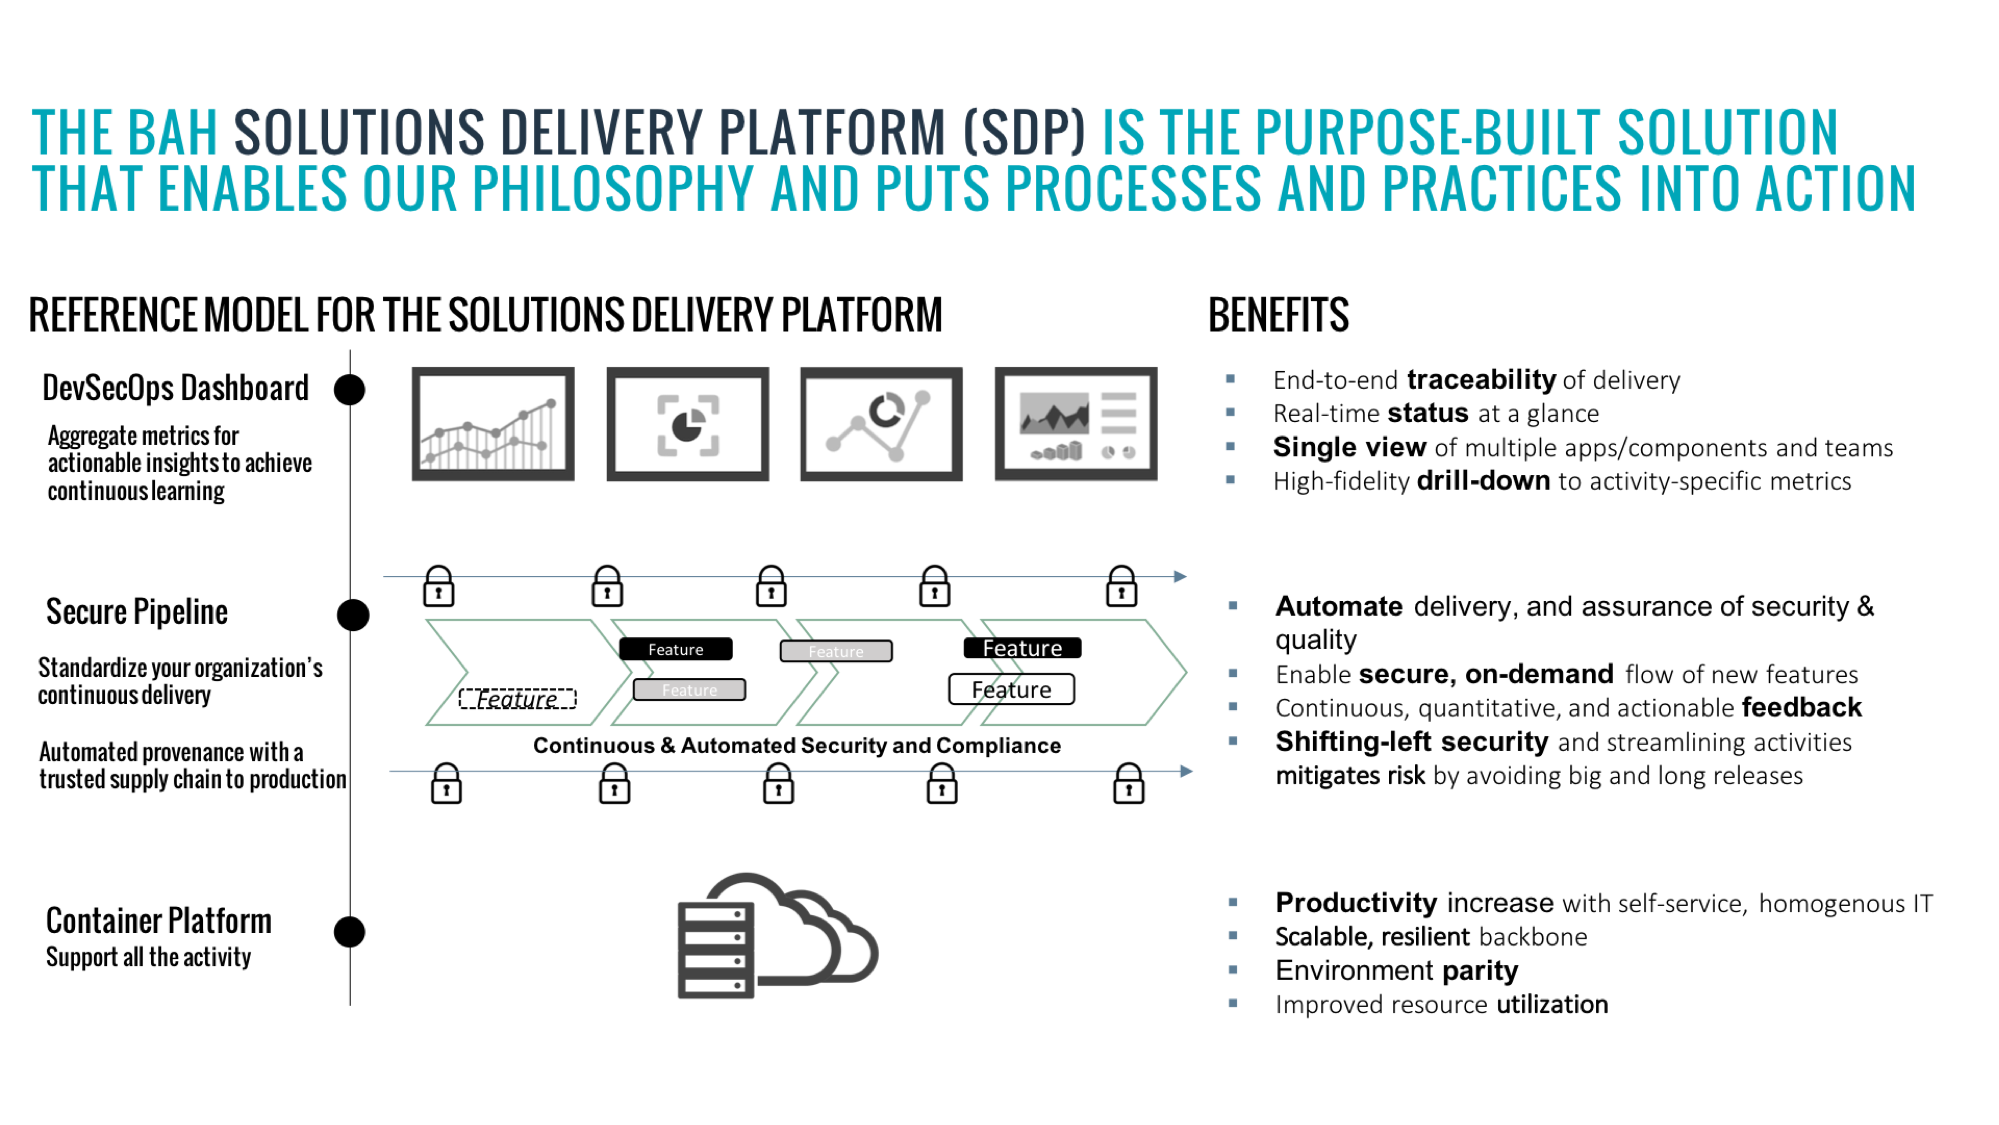 THE BAH SOLUTIONS DELIVERY PLATFORM (SDP) IS THE PURPOSE-BUILT SOLUTION
THAT ENABLES OUR PHILOSOPHY AND PUTS PROCESSES AND PRACTICES INTO ACTION
REFERENCE MODEL FOR THE SOLUTIONS DELIVERY PLATFORM
DevSecOps Dashboard
Aggregate metrics for
actionable insights to achieve
continuous learning
Secure Pipeline
Standardize your organization's
continuous delivery
Automated provenance with a
trusted supply chain to production
Feature
Feature
Feature
Feature
Feature
Feature
Continuous & Automated Security and Compliance
Container Platform
Support all the activity
BENEFITS
▪ End-to-end traceability of delivery
▪ Real-time status at a glance
▪ Single view of multiple apps/components and teams
▪ High-fidelity drill-down to activity-specific metrics
▪ Automate delivery, and assurance of security &
quality
▪ Enable secure, on-demand flow of new features
▪ Continuous, quantitative, and actionable feedback
▪ Shifting-left security and streamlining activities
mitigates risk by avoiding big and long releases
▪ Productivity increase with self-service, homogenous IT
▪ Scalable, resilient backbone
▪ Environment parity
▪ Improved resource utilization